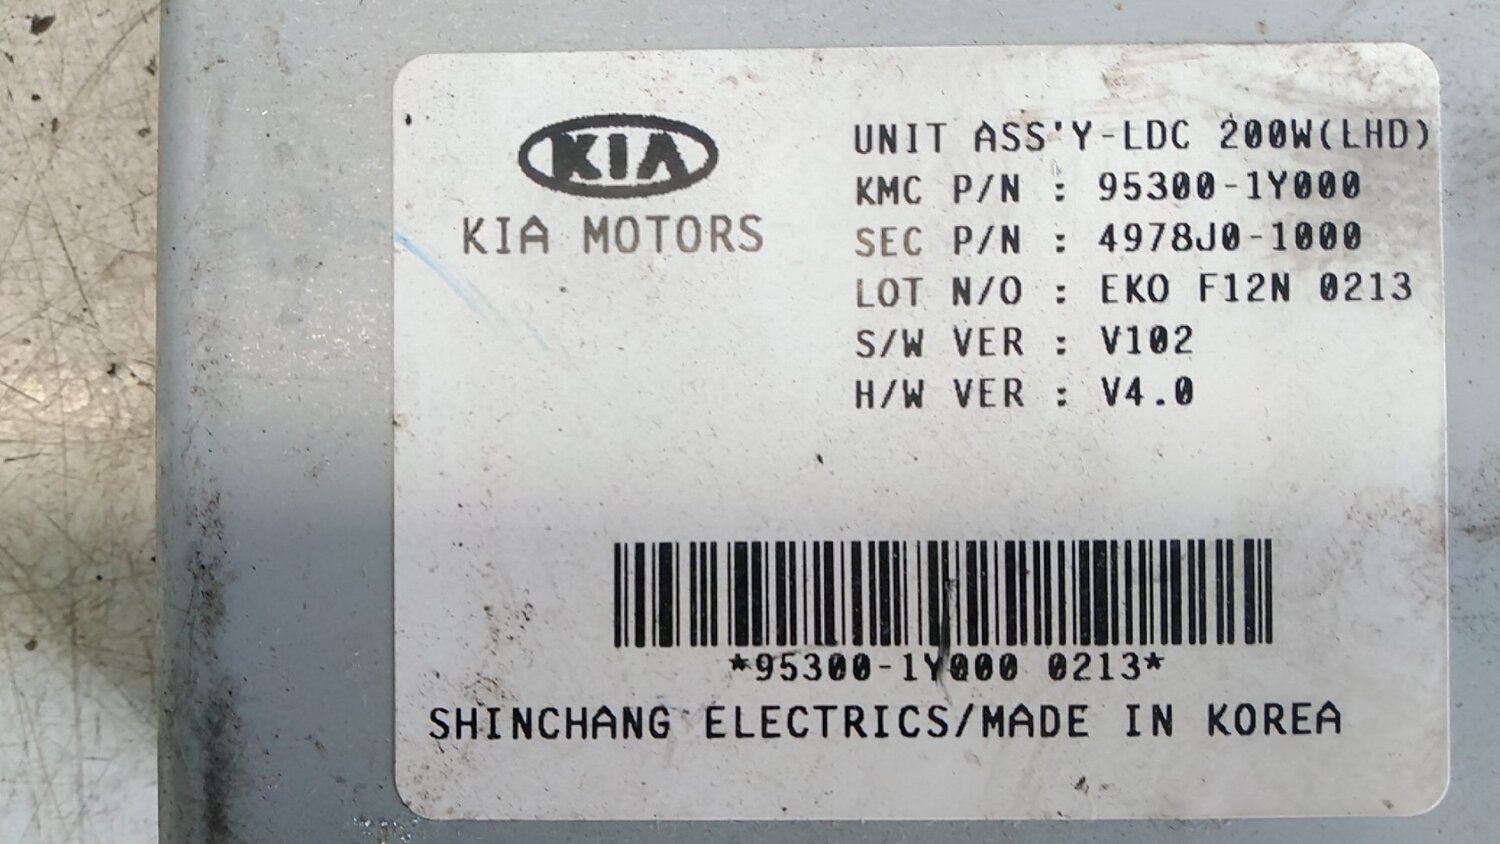 KIA
KIA MOTORS
UNIT ASS'Y-LDC 200W(LHD)
KMC P/N : 95300-1Y000
SEC P/N : 4978J0-1000
LOT N/O : EKO F12N 0213
S/W VER : V102
H/W VER : V4.0
*95300-1Y000 0213*
SHINCHANG ELECTRICS/MADE IN KOREA